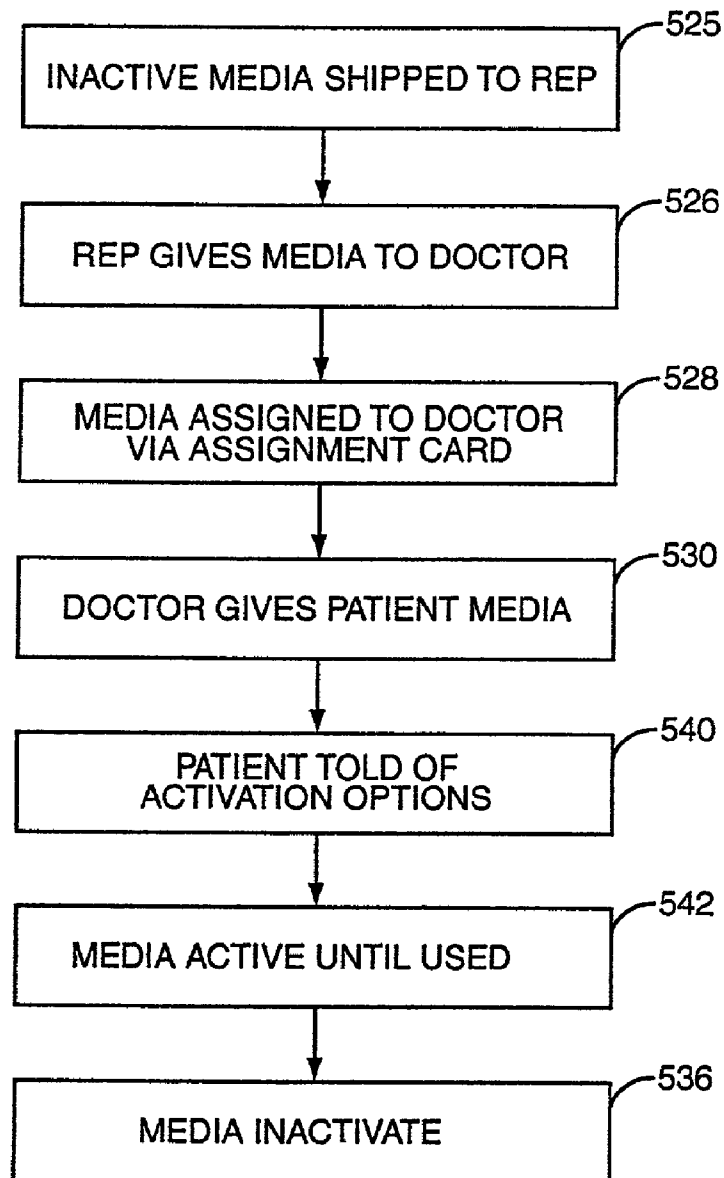 525
INACTIVE MEDIA SHIPPED TO REP
526
REP GIVES MEDIA TO DOCTOR
528
MEDIA ASSIGNED TO DOCTOR
VIA ASSIGNMENT CARD
530
DOCTOR GIVES PATIENT MEDIA
540
PATIENT TOLD OF
ACTIVATION OPTIONS
542
MEDIA ACTIVE UNTIL USED
536
MEDIA INACTIVATE